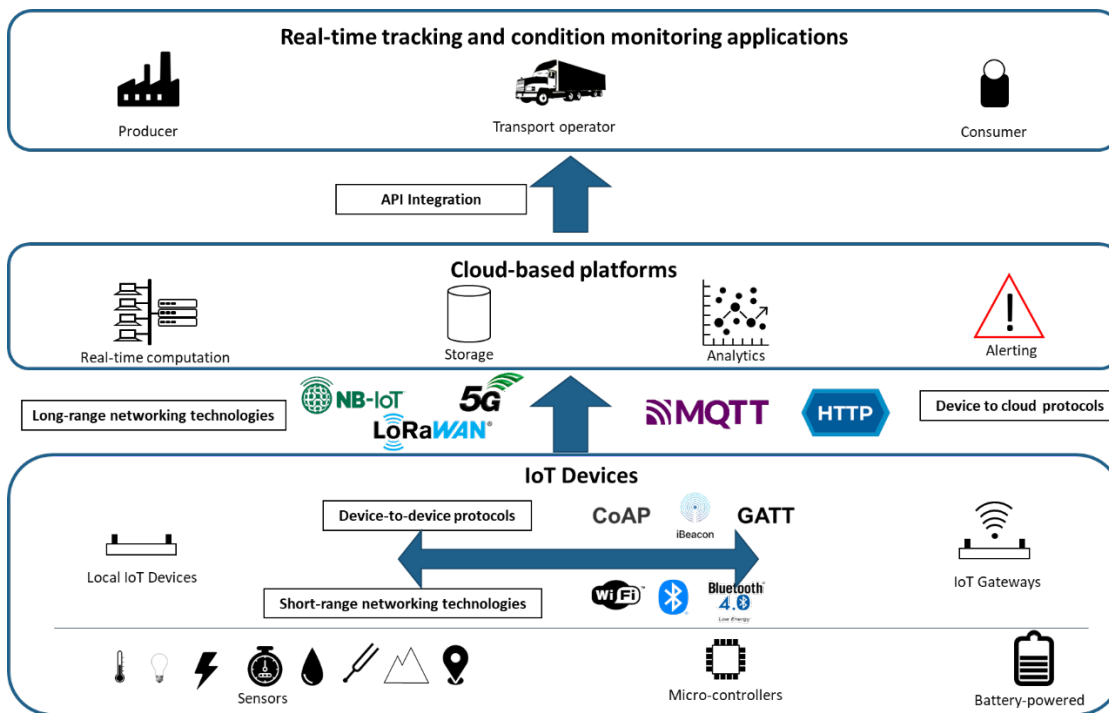 Real-time tracking and condition monitoring applications
Producer
Transport operator
Consumer
API Integration
Cloud-based platforms
Real-time computation
Storage
Analytics
Alerting
Long-range networking technologies
NB-IoT
5G
LoRaWAN®
MQTT
HTTP
Device to cloud protocols
IoT Devices
Device-to-device protocols
CoAP
iBeacon
GATT
Local IoT Devices
IoT Gateways
Short-range networking technologies
WiFi™
Bluetooth®
4.0
Low Energy
Sensors
Micro-controllers
Battery-powered